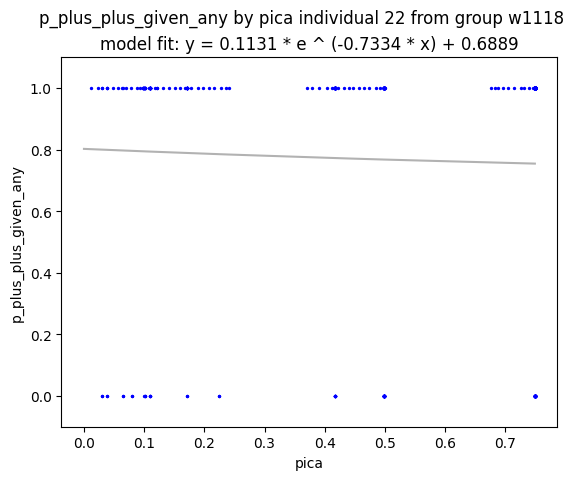 p_plus_plus_given_any by pica individual 22 from group w1118
model fit: y = 0.1131 * e ^ (-0.7334 * x) + 0.6889
1.0
0.8
0.6
0.4
0.2
0.0
p_plus_plus_given_any
0.0 0.1 0.2 0.3 0.4 0.5 0.6 0.7
pica